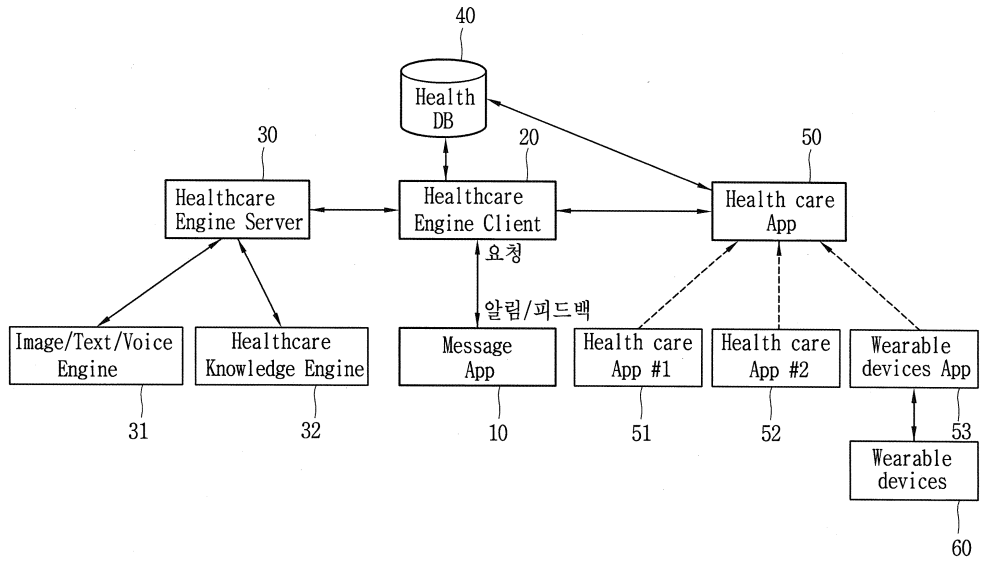 40
Health
DB
30
20
50
Healthcare
Engine Server
Healthcare
Engine Client
Health care
App
요청
알림/피드백
Image/Text/Voice
Engine
Healthcare
Knowledge Engine
Message
App
Health care
App #1
Health care
App #2
Wearable
devices App
31
32
10
51
52
53
Wearable
devices
60